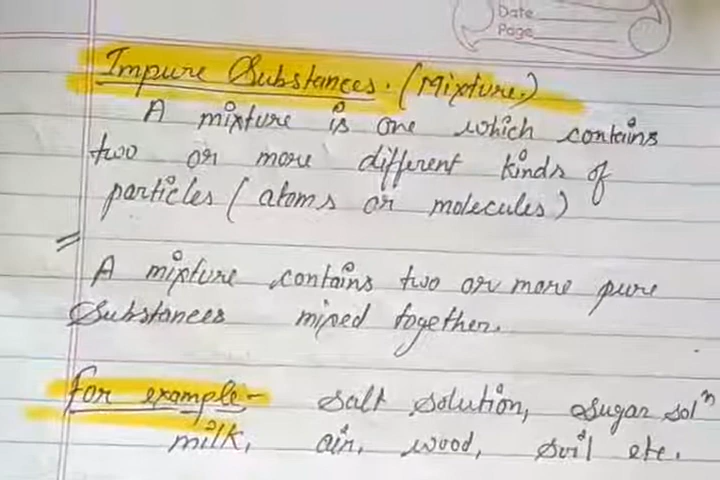 Date
Page
Impure Substances. (Mixture.)
A mixture is one which contains
two or more different kinds of
particles (atoms or molecules)
A mixture contains two or more pure
Substances mixed together.
For example- salt solution, sugar solⁿ
milk, air, wood, soil etc.